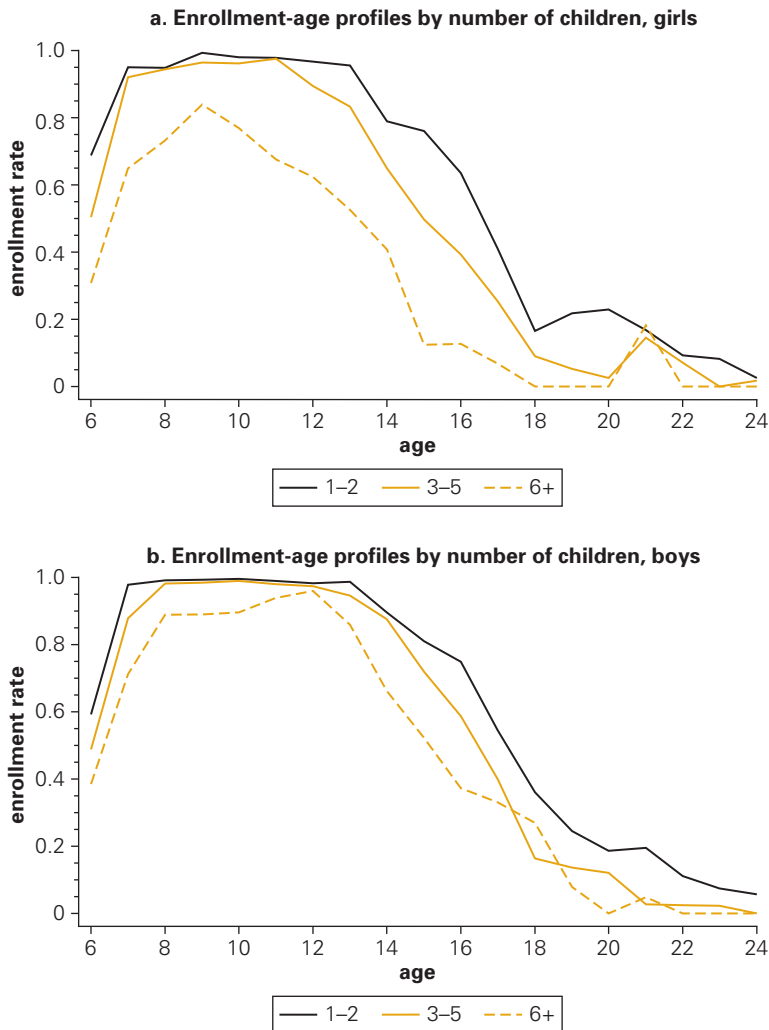 a. Enrollment-age profiles by number of children, girls
1.0
0.8
0.6
0.4
0.2
0
enrollment rate
6 8 10 12 14 16 18 20 22 24
age
1–2 3–5 6+
b. Enrollment-age profiles by number of children, boys
1.0
0.8
0.6
0.4
0.2
0
enrollment rate
6 8 10 12 14 16 18 20 22 24
age
1–2 3–5 6+